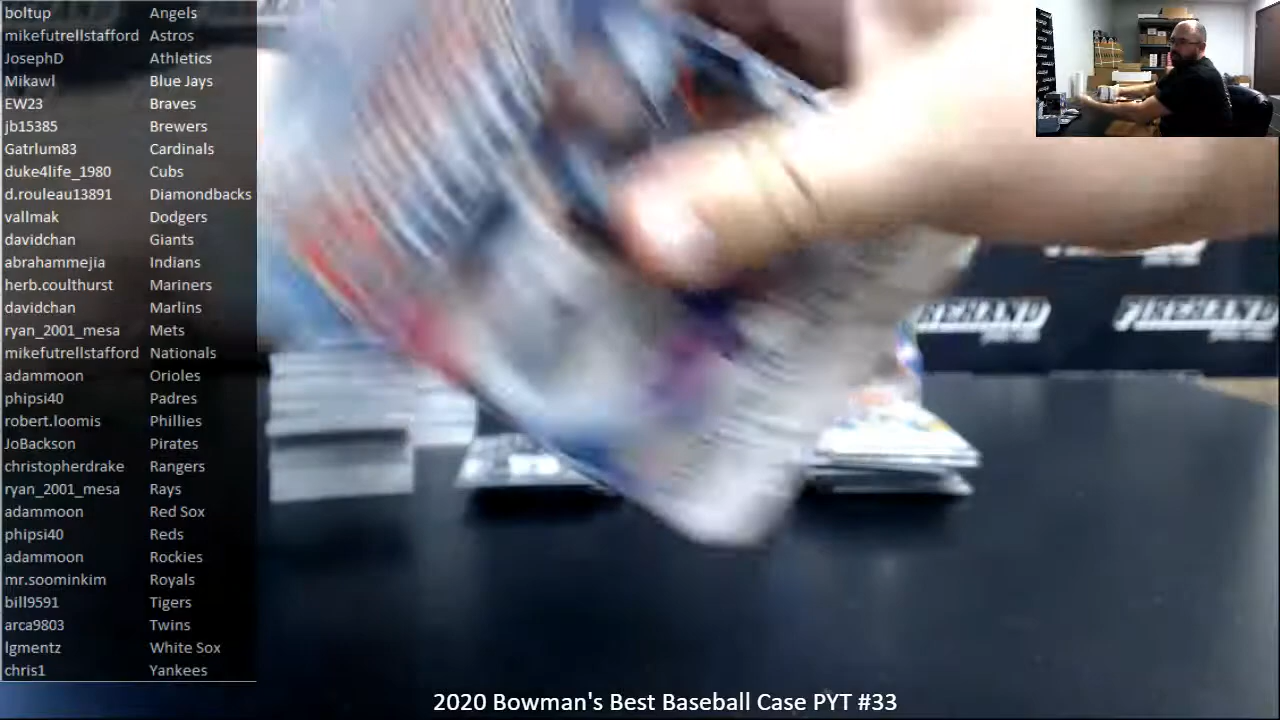 boltup Angels
mikefutrellstafford Astros
JosephD Athletics
Mikawl Blue Jays
EW23 Braves
jb15385 Brewers
Gatrlum83 Cardinals
duke4life_1980 Cubs
d.rouleau13891 Diamondbacks
vallmak Dodgers
davidchan Giants
abrahammejia Indians
herb.coulthurst Mariners
davidchan Marlins
ryan_2001_mesa Mets
mikefutrellstafford Nationals
adammoon Orioles
phipsi40 Padres
robert.loomis Phillies
JoBackson Pirates
christopherdrake Rangers
ryan_2001_mesa Rays
adammoon Red Sox
phipsi40 Reds
adammoon Rockies
mr.soominkim Royals
bill9591 Tigers
arca9803 Twins
lgmentz White Sox
chris1 Yankees
FIREHAND FIREHAND
2020 Bowman's Best Baseball Case PYT #33